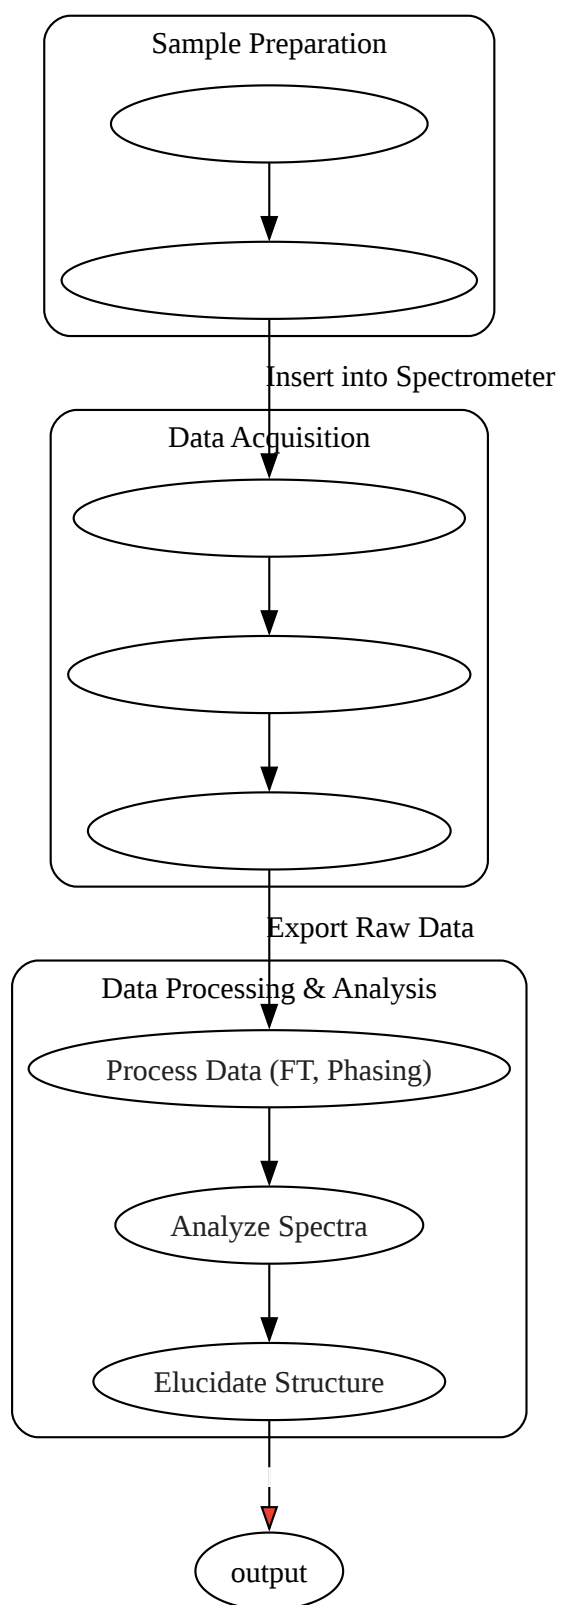 Sample Preparation
Insert into Spectrometer
Data Acquisition
Export Raw Data
Data Processing & Analysis
Process Data (FT, Phasing)
Analyze Spectra
Elucidate Structure
output